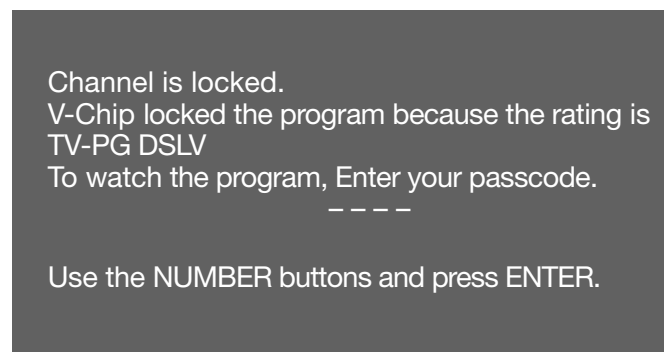 Channel is locked.
V-Chip locked the program because the rating is
TV-PG DSLV
To watch the program, Enter your passcode.
– – – –
Use the NUMBER buttons and press ENTER.